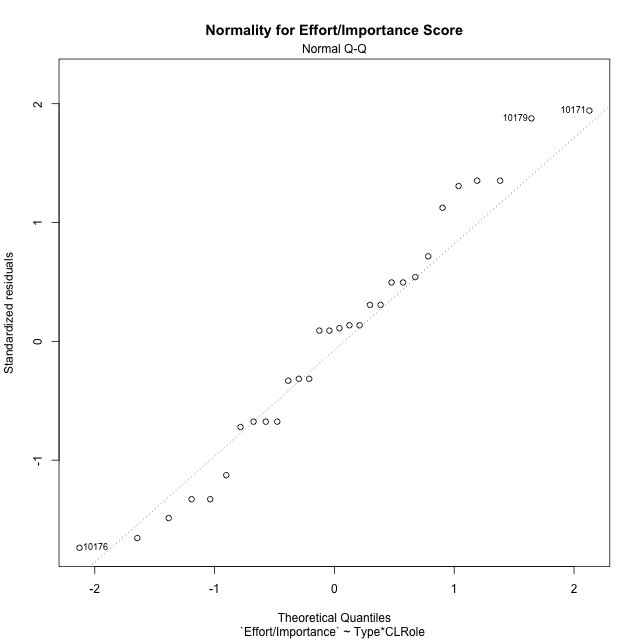 Normality for Effort/Importance Score
Normal Q-Q
10179
10171
10176
2
1
0
-1
Standardized residuals
-2
-1
0
1
2
Theoretical Quantiles
`Effort/Importance` ~ Type*CLRole